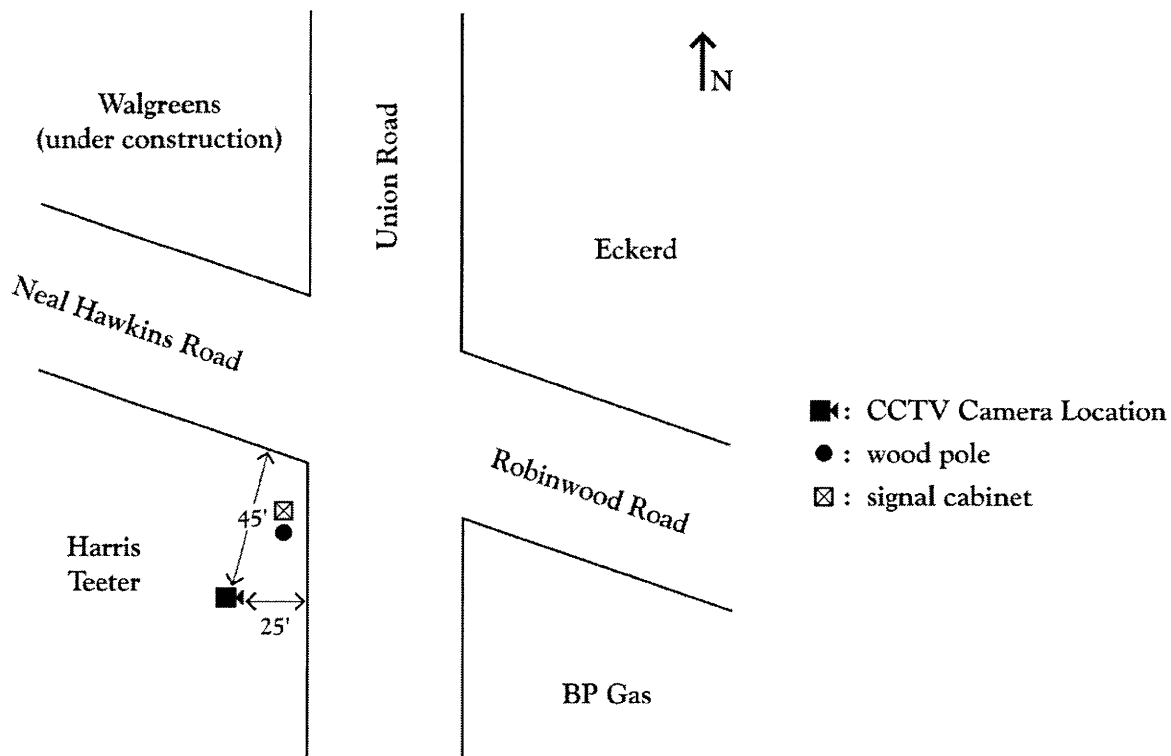 N
Walgreens
(under construction)
Union Road
Eckerd
Neal Hawkins Road
: CCTV Camera Location
: wood pole
: signal cabinet
Robinwood Road
45'
Harris
Teeter
25'
BP Gas